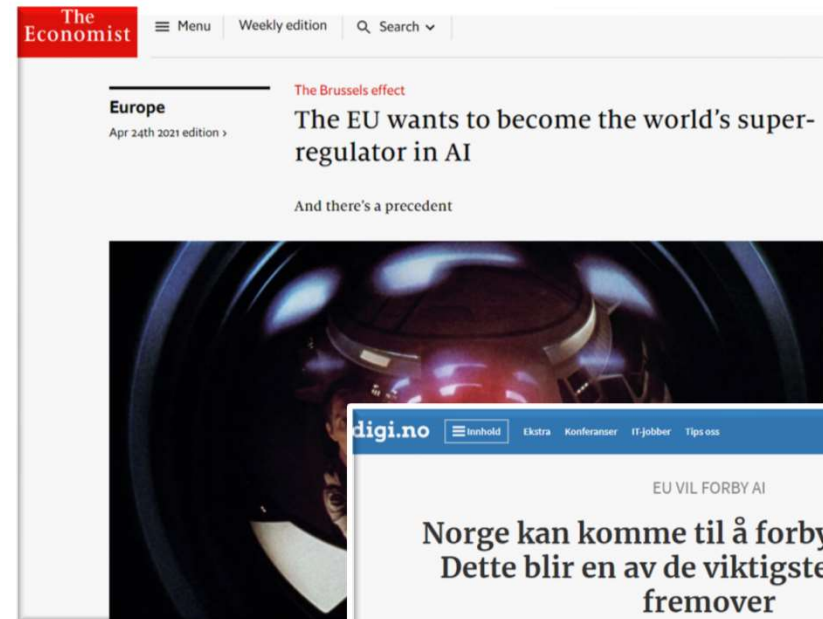 The
Economist
Menu
Weekly edition
Search
Europe
Apr 24th 2021 edition >
The Brussels effect
The EU wants to become the world's super-
regulator in AI
And there's a precedent
digi.no
Innhold
Ekstra
Konferanser
IT-jobber
Tips oss
EU VIL FORBY AI
Norge kan komme til å forby
Dette blir en av de viktigste
fremover